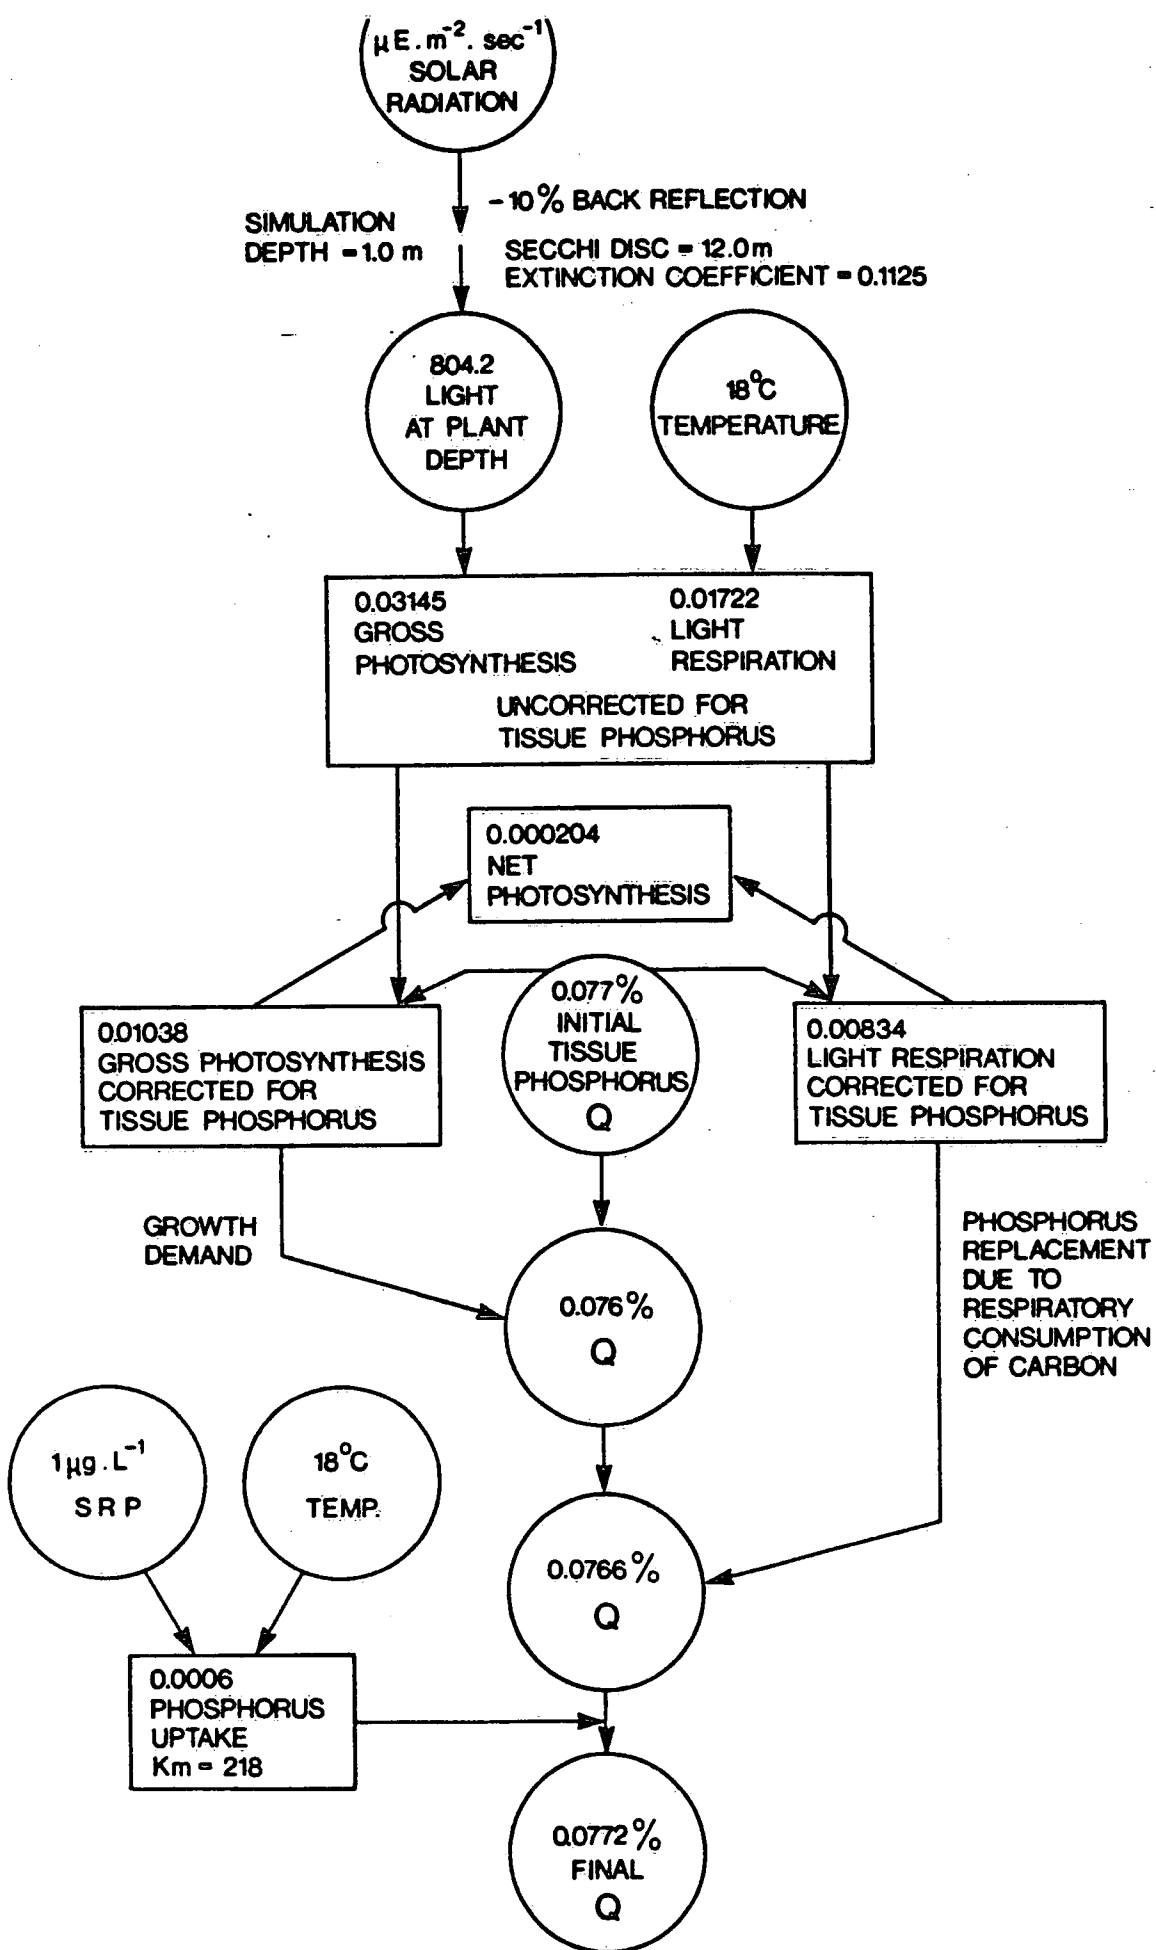 (μE.m⁻².sec⁻¹)
SOLAR
RADIATION
-10% BACK REFLECTION
SIMULATION
DEPTH = 1.0 m
SECCHI DISC = 12.0m
EXTINCTION COEFFICIENT = 0.1125
804.2
LIGHT
AT PLANT
DEPTH
18°C
TEMPERATURE
0.03145
GROSS
PHOTOSYNTHESIS
0.01722
LIGHT
RESPIRATION
UNCORRECTED FOR
TISSUE PHOSPHORUS
0.000204
NET
PHOTOSYNTHESIS
0.01038
GROSS PHOTOSYNTHESIS
CORRECTED FOR
TISSUE PHOSPHORUS
0.077%
INITIAL
TISSUE
PHOSPHORUS
Q
0.00834
LIGHT RESPIRATION
CORRECTED FOR
TISSUE PHOSPHORUS
GROWTH
DEMAND
PHOSPHORUS
REPLACEMENT
DUE TO
RESPIRATORY
CONSUMPTION
OF CARBON
0.076%
Q
1μg.L⁻¹
SRP
18°C
TEMP.
0.0766%
Q
0.0006
PHOSPHORUS
UPTAKE
Km = 218
0.0772%
FINAL
Q